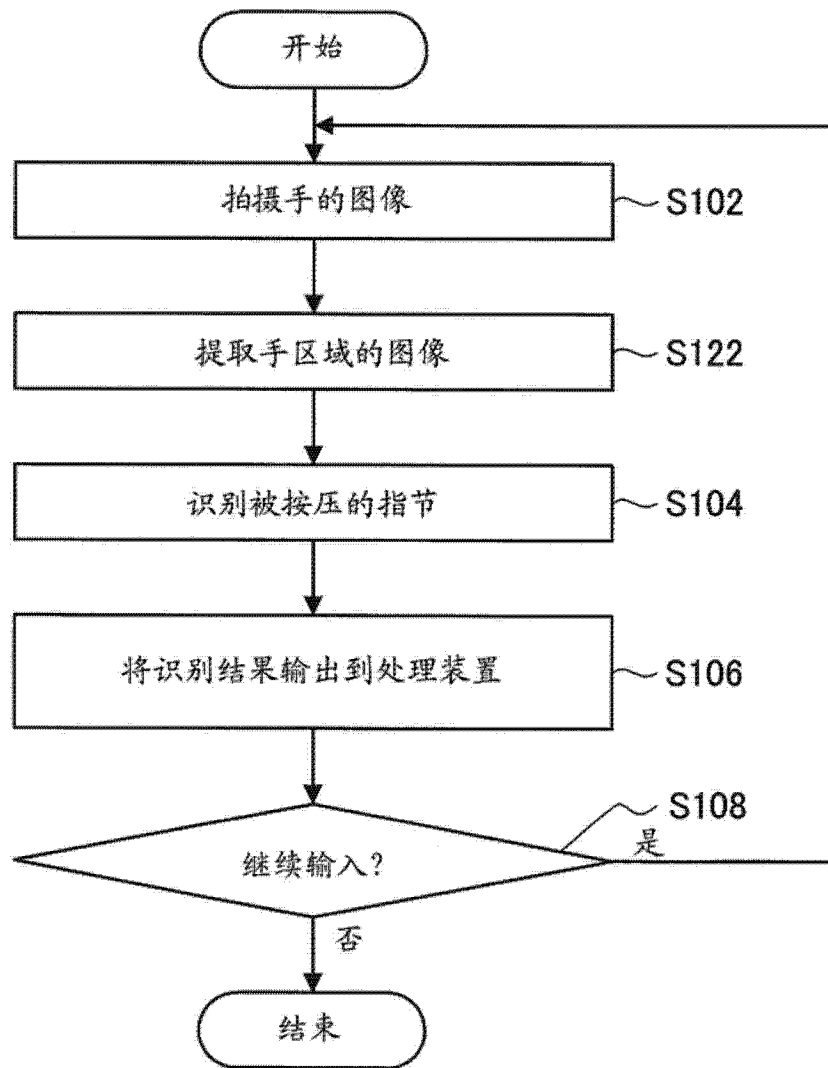 开始
拍摄手的图像
S102
提取手区域的图像
S122
识别被按压的指节
S104
将识别结果输出到处理装置
S106
S108
继续输入?
是
否
结束